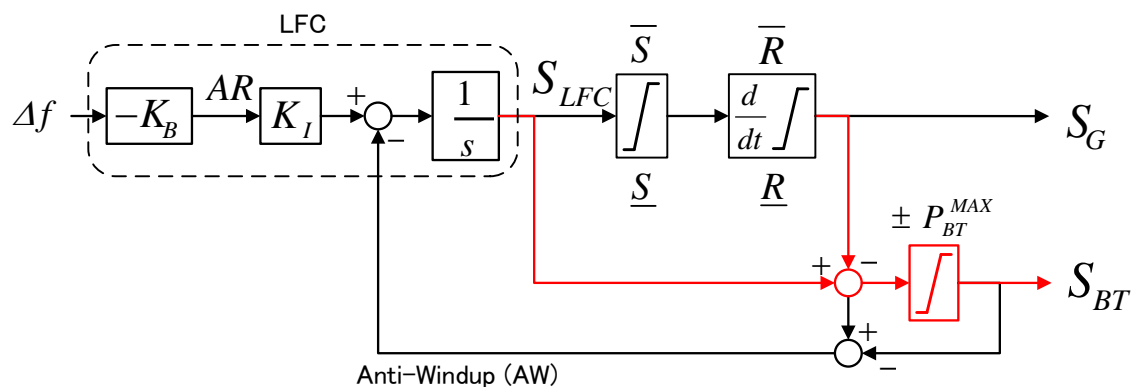 LFC
Δf
−K_B
AR
K_I
+
−
1
s
S_LFC
S̅
S̲
d
dt
R̅
R̲
S_G
± P_BT^MAX
+
−
S_BT
+
−
Anti-Windup (AW)